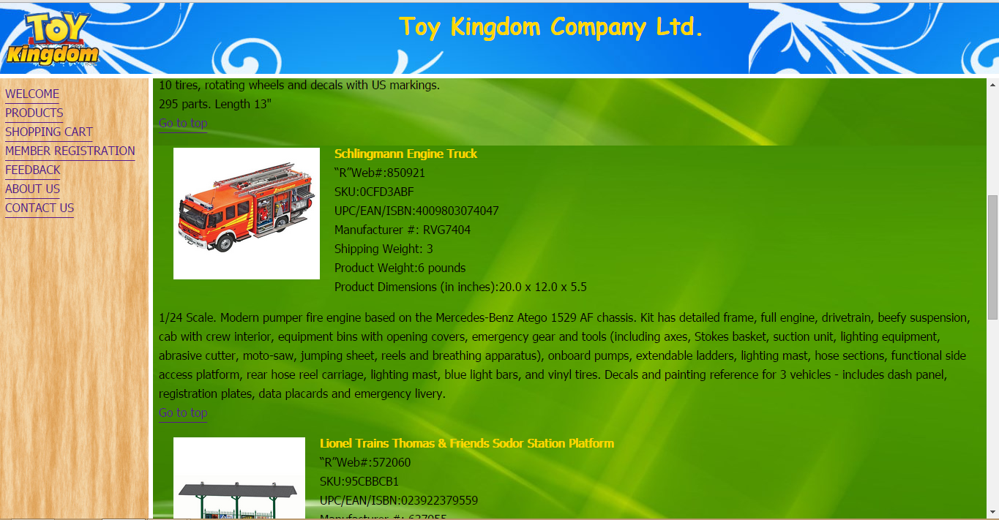 Toy Kingdom
Toy Kingdom Company Ltd.
WELCOME
PRODUCTS
SHOPPING CART
MEMBER REGISTRATION
FEEDBACK
ABOUT US
CONTACT US
10 tires, rotating wheels and decals with US markings.
295 parts. Length 13"
Go to top
Schlingmann Engine Truck
“R”Web#:850921
SKU:0CFD3ABF
UPC/EAN/ISBN:4009803074047
Manufacturer #: RVG7404
Shipping Weight: 3
Product Weight:6 pounds
Product Dimensions (in inches):20.0 x 12.0 x 5.5
1/24 Scale. Modern pumper fire engine based on the Mercedes-Benz Atego 1529 AF chassis. Kit has detailed frame, full engine, drivetrain, beefy suspension,
cab with crew interior, equipment bins with opening covers, emergency gear and tools (including axes, Stokes basket, suction unit, lighting equipment,
abrasive cutter, moto-saw, jumping sheet, reels and breathing apparatus), onboard pumps, extendable ladders, lighting mast, hose sections, functional side
access platform, rear hose reel carriage, lighting mast, blue light bars, and vinyl tires. Decals and painting reference for 3 vehicles - includes dash panel,
registration plates, data placards and emergency livery.
Go to top
Lionel Trains Thomas & Friends Sodor Station Platform
“R”Web#:572060
SKU:95CBBCB1
UPC/EAN/ISBN:023922379559
Manufacturer #: